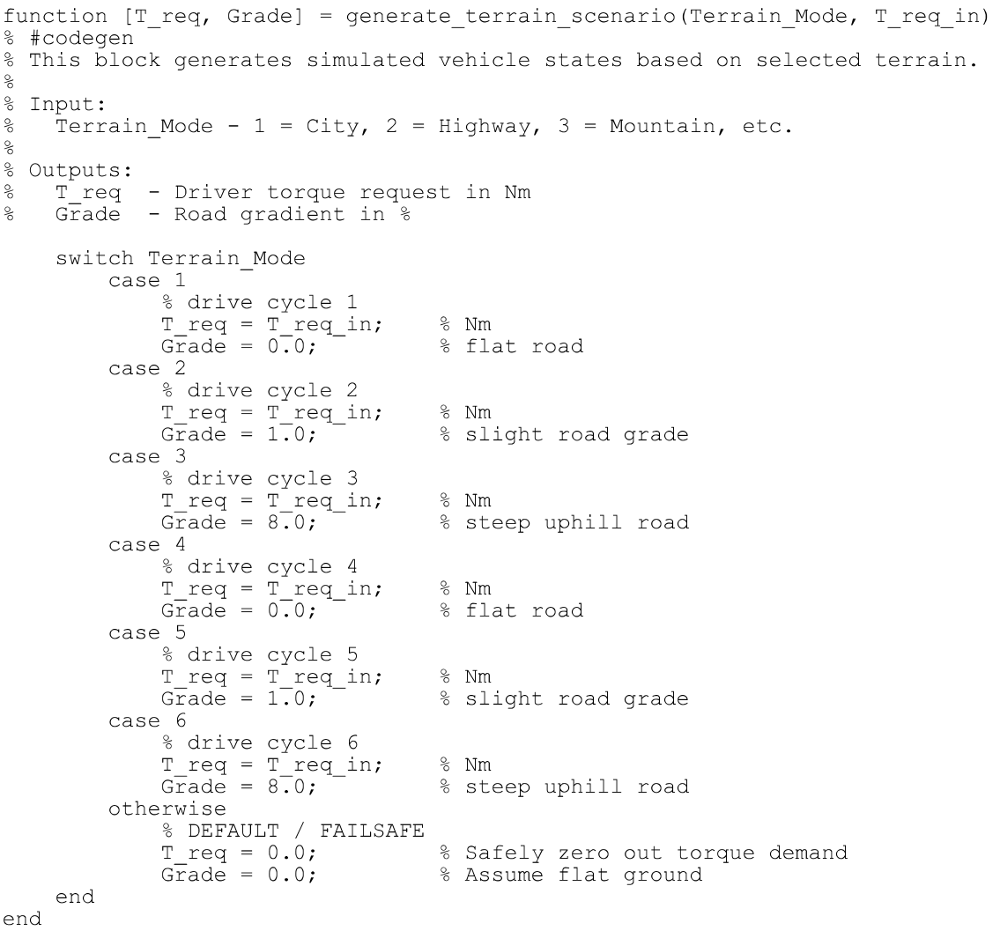 function [T_req, Grade] = generate_terrain_scenario(Terrain_Mode, T_req_in)
% #codegen
% This block generates simulated vehicle states based on selected terrain.
%
% Input:
%   Terrain_Mode - 1 = City, 2 = Highway, 3 = Mountain, etc.
%
% Outputs:
%   T_req  - Driver torque request in Nm
%   Grade  - Road gradient in %

    switch Terrain_Mode
        case 1
            % drive cycle 1
            T_req = T_req_in;    % Nm
            Grade = 0.0;         % flat road
        case 2
            % drive cycle 2
            T_req = T_req_in;    % Nm
            Grade = 1.0;         % slight road grade
        case 3
            % drive cycle 3
            T_req = T_req_in;    % Nm
            Grade = 8.0;         % steep uphill road
        case 4
            % drive cycle 4
            T_req = T_req_in;    % Nm
            Grade = 0.0;         % flat road
        case 5
            % drive cycle 5
            T_req = T_req_in;    % Nm
            Grade = 1.0;         % slight road grade
        case 6
            % drive cycle 6
            T_req = T_req_in;    % Nm
            Grade = 8.0;         % steep uphill road
        otherwise
            % DEFAULT / FAILSAFE
            T_req = 0.0;         % Safely zero out torque demand
            Grade = 0.0;         % Assume flat ground
    end
end